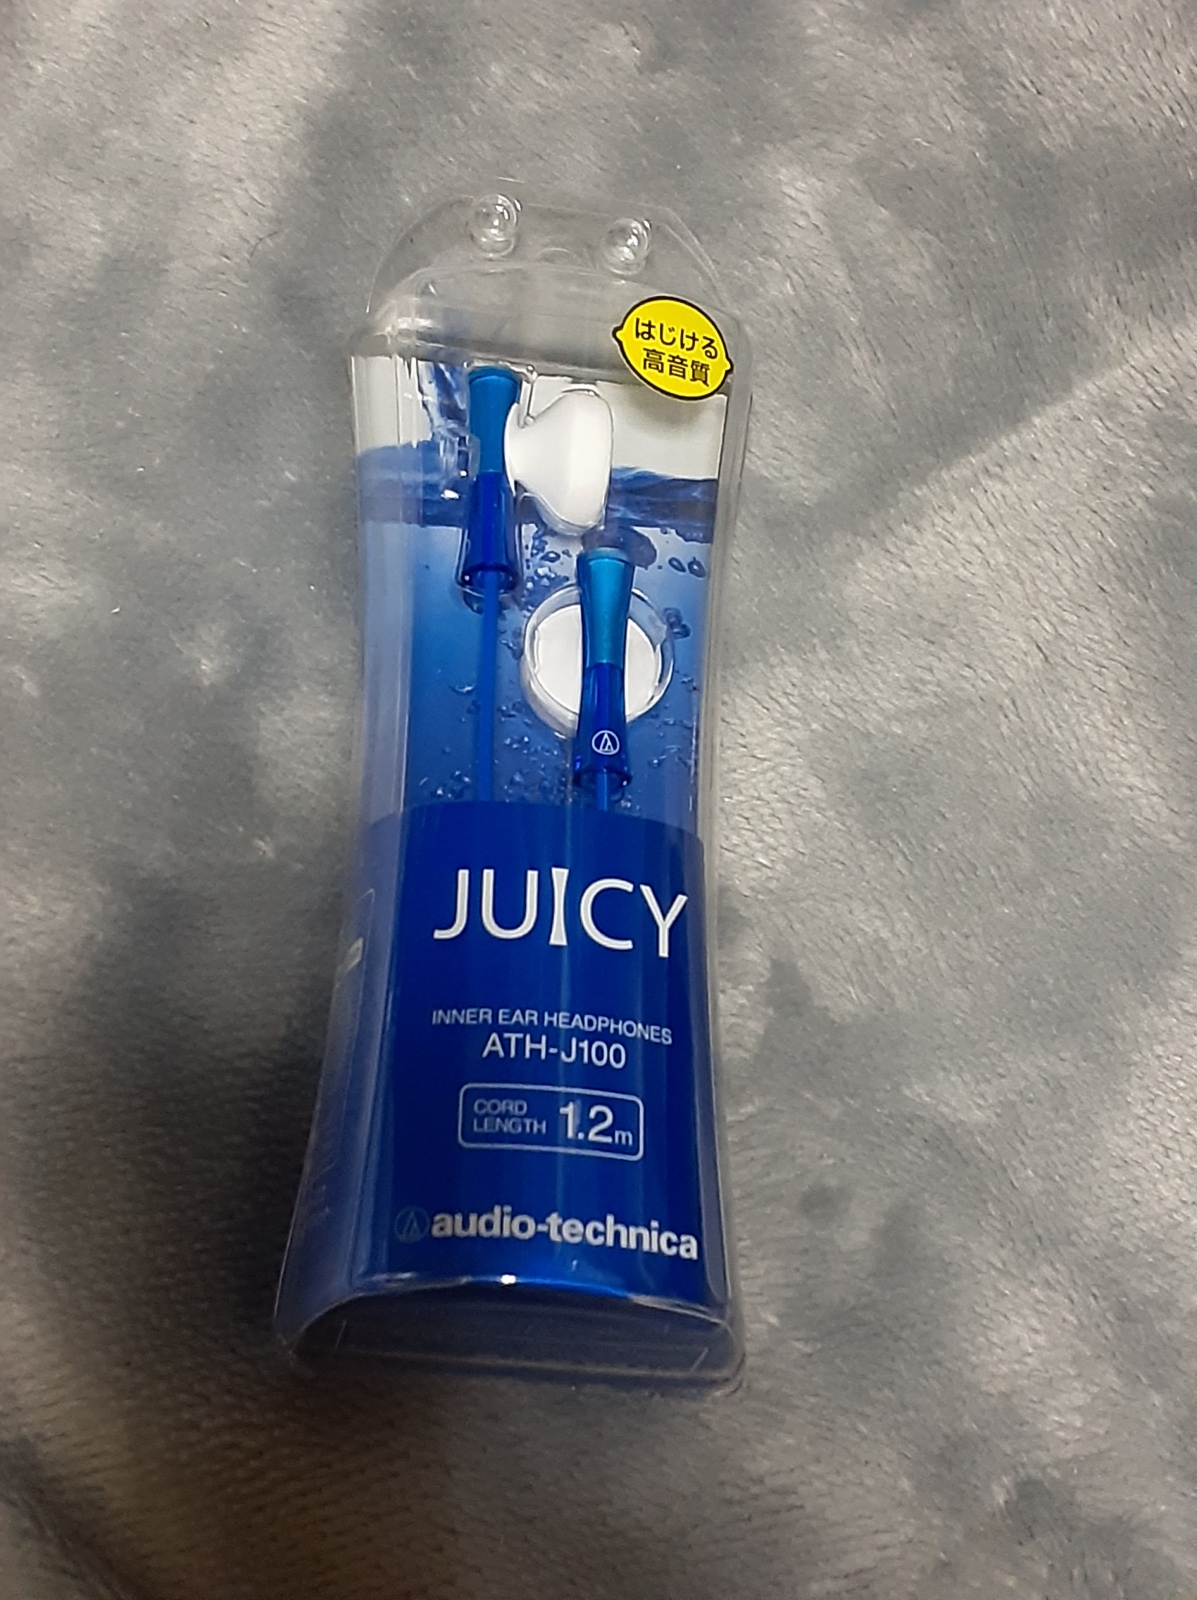 はじける
高音質
JUICY
INNER EAR HEADPHONES
ATH-J100
CORD
LENGTH 1.2m
audio-technica